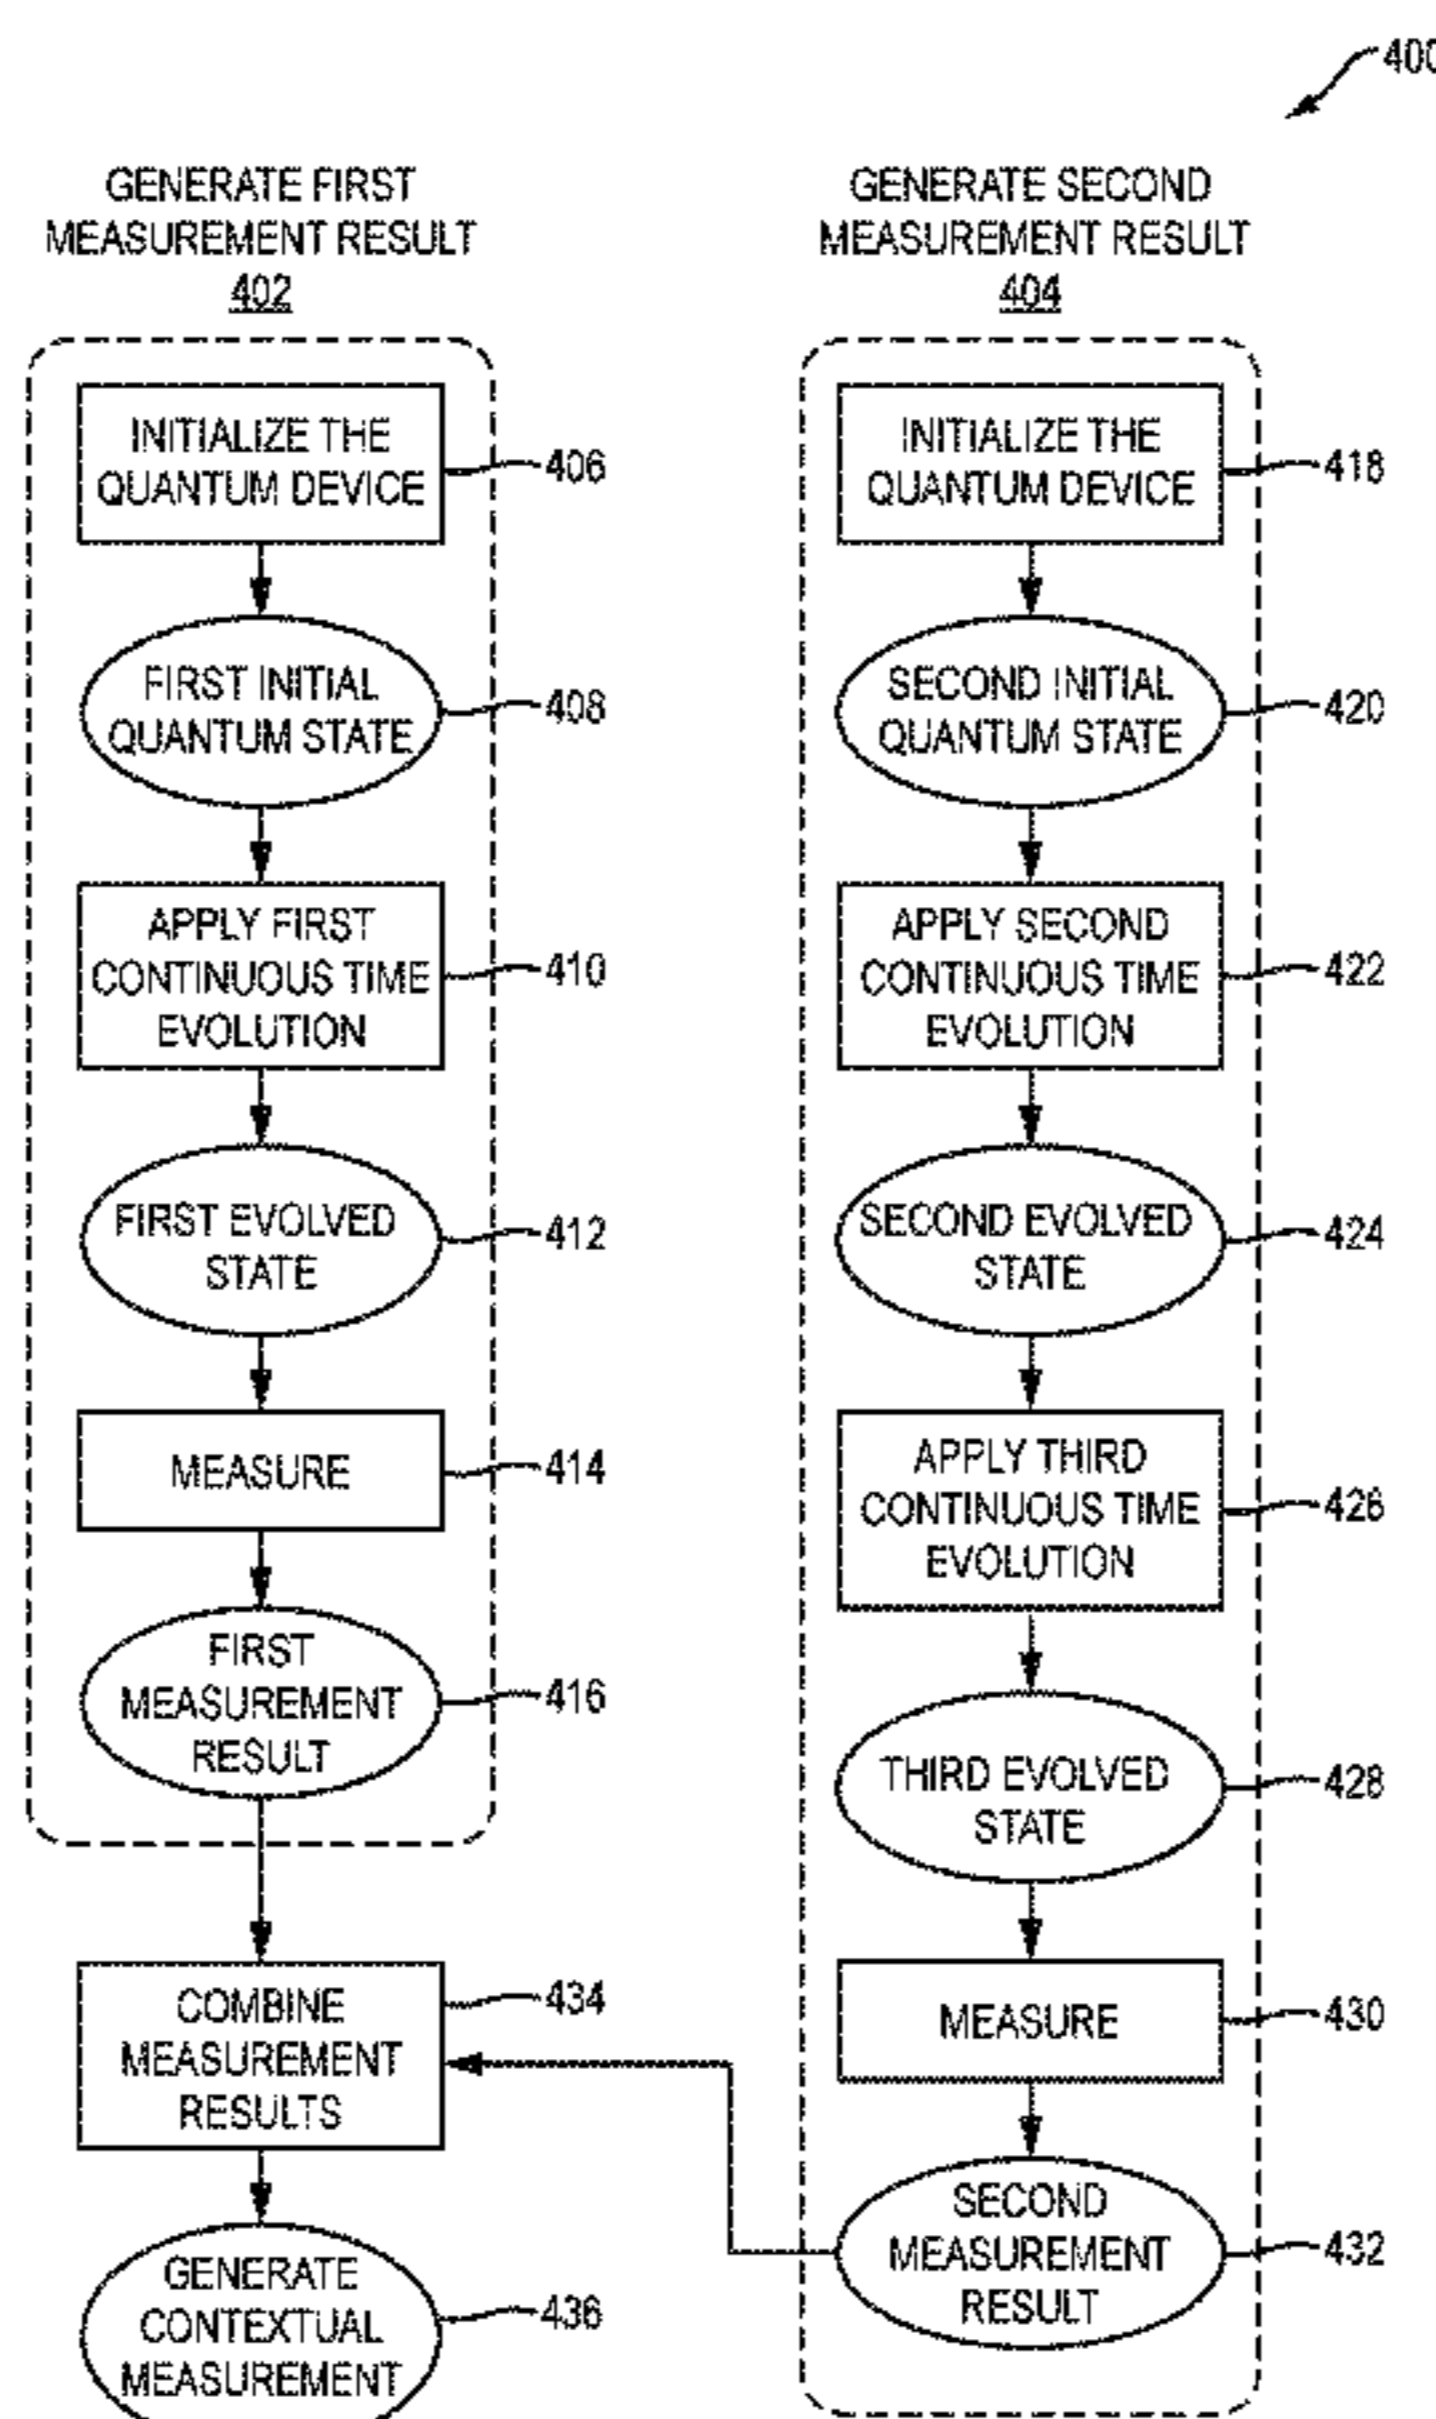 400
GENERATE FIRST
MEASUREMENT RESULT
402
INITIALIZE THE
QUANTUM DEVICE
406
FIRST INITIAL
QUANTUM STATE
408
APPLY FIRST
CONTINUOUS TIME
EVOLUTION
410
FIRST EVOLVED
STATE
412
MEASURE
414
FIRST
MEASUREMENT
RESULT
416
COMBINE
MEASUREMENT
RESULTS
434
GENERATE
CONTEXTUAL
MEASUREMENT
436
GENERATE SECOND
MEASUREMENT RESULT
404
INITIALIZE THE
QUANTUM DEVICE
418
SECOND INITIAL
QUANTUM STATE
420
APPLY SECOND
CONTINUOUS TIME
EVOLUTION
422
SECOND EVOLVED
STATE
424
APPLY THIRD
CONTINUOUS TIME
EVOLUTION
426
THIRD EVOLVED
STATE
428
MEASURE
430
SECOND
MEASUREMENT
RESULT
432